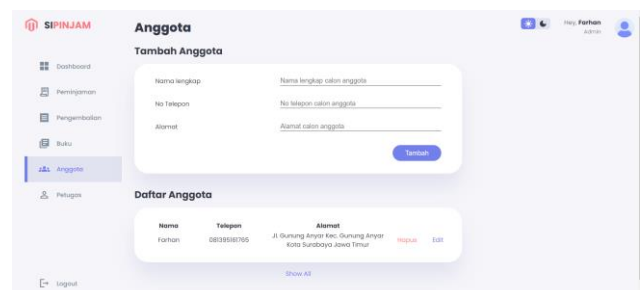 SIPINJAM
Dashboard
Peminjaman
Pengembalian
Buku
Anggota
Petugas
Logout
Anggota
Hey, Farhan
Admin
Tambah Anggota
Nama lengkap
Nama lengkap calon anggota
No Telepon
No telepon calon anggota
Alamat
Alamat calon anggota
Tambah
Daftar Anggota
Nama Telepon Alamat
Farhan 081395161765 Jl. Gunung Anyar Kec. Gunung Anyar
Kota Surabaya Jawa Timur
Hapus Edit
Show All